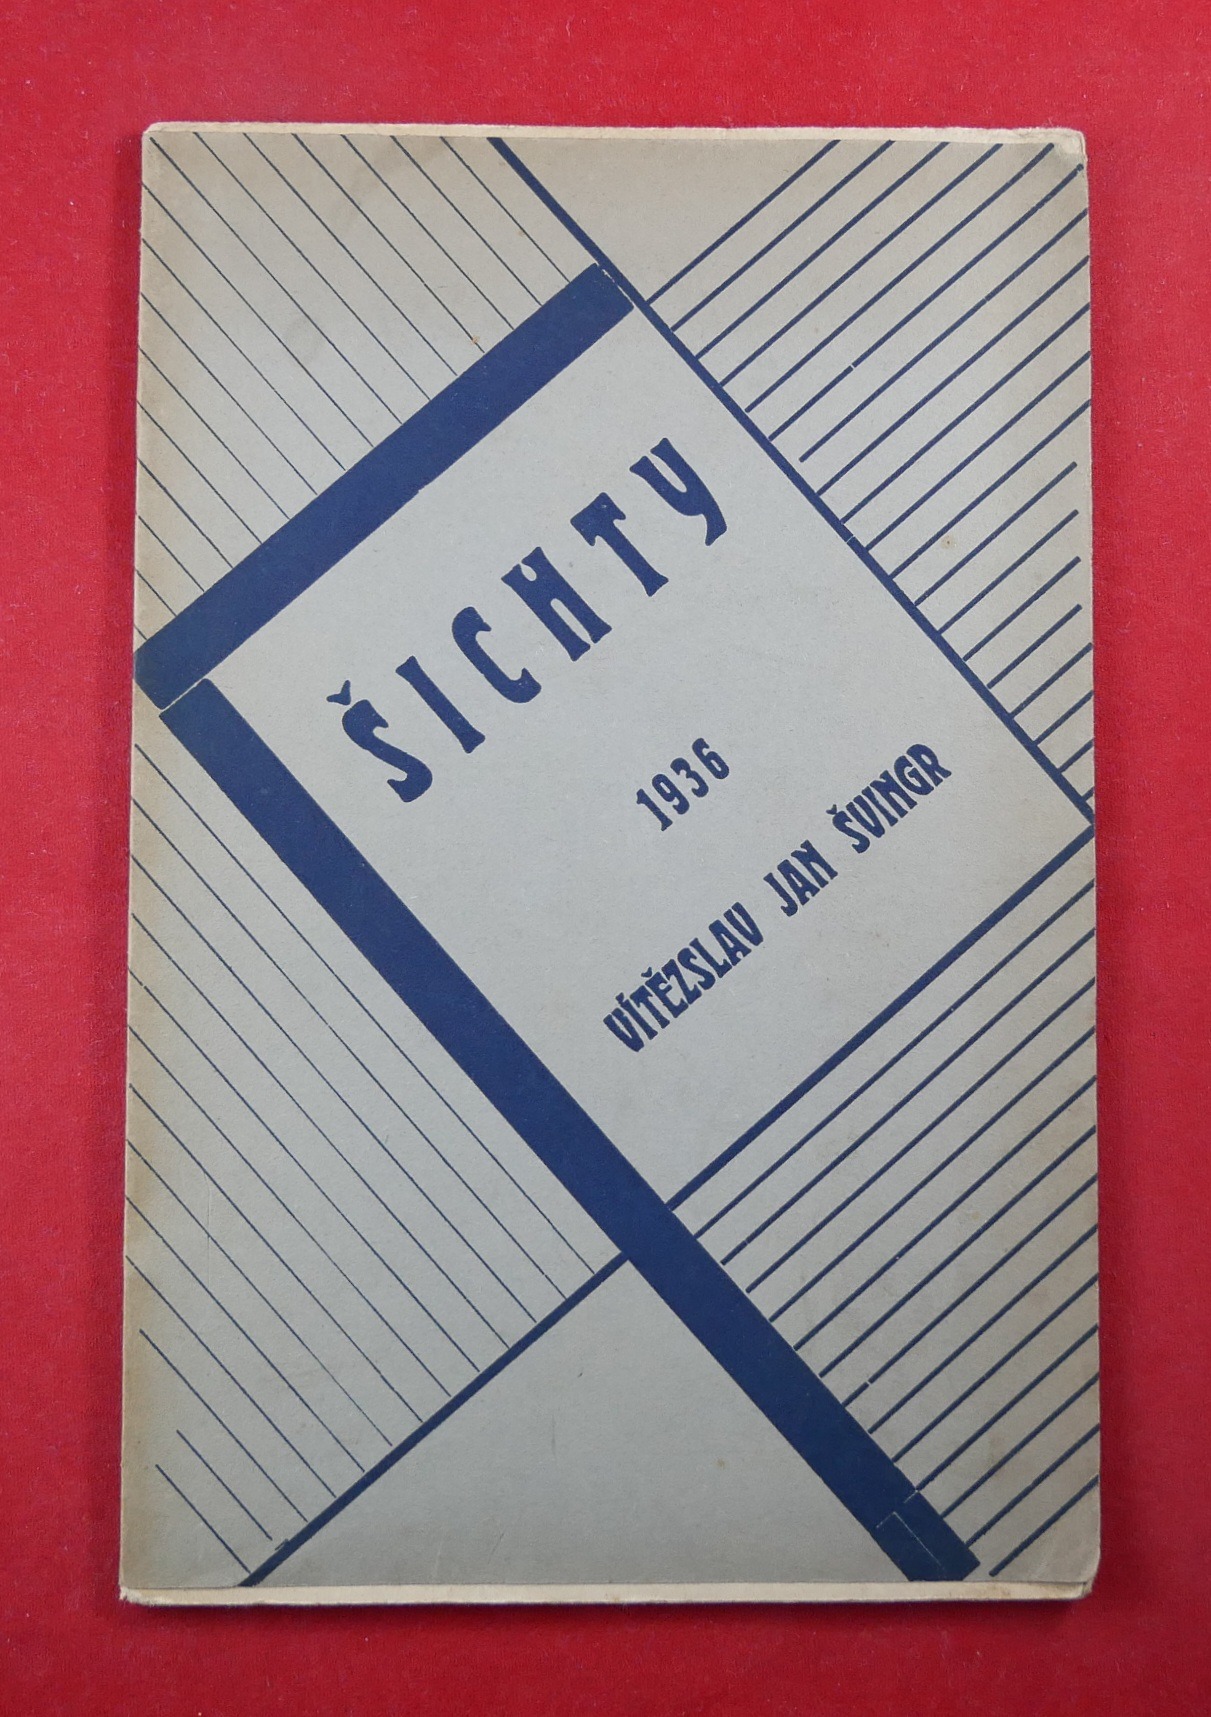 ŠICHTY
1936
VÍTĚZSLAV JAN ŠVINGR